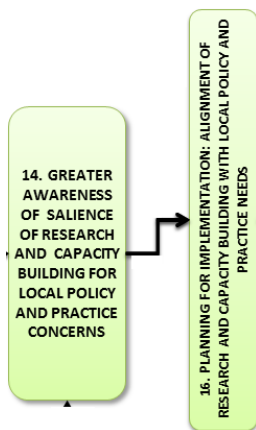 14. GREATER
AWARENESS
OF SALIENCE
OF RESEARCH
AND CAPACITY
BUILDING FOR
LOCAL POLICY
AND PRACTICE
CONCERNS
16. PLANNING FOR IMPLEMENTATION: ALIGNMENT OF
RESEARCH AND CAPACITY BUILDING WITH LOCAL POLICY AND
PRACTICE NEEDS